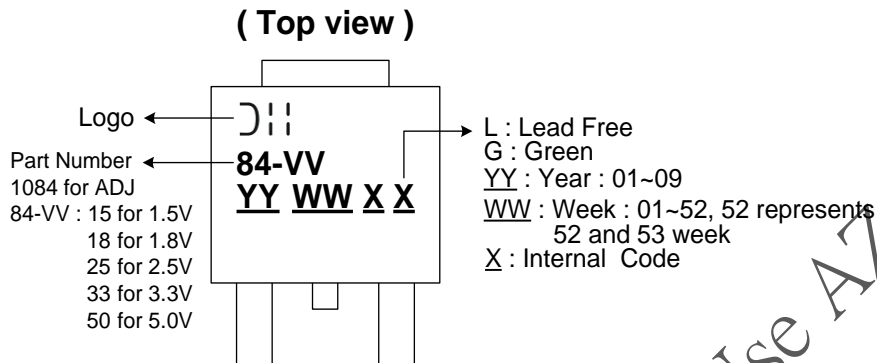 ( Top view )
Logo
Part Number
1084 for ADJ
84-VV : 15 for 1.5V
18 for 1.8V
25 for 2.5V
33 for 3.3V
50 for 5.0V
84-VV
YY WW X X
L : Lead Free
G : Green
YY : Year : 01~09
WW : Week : 01~52, 52 represents
52 and 53 week
X : Internal Code
Use AZ